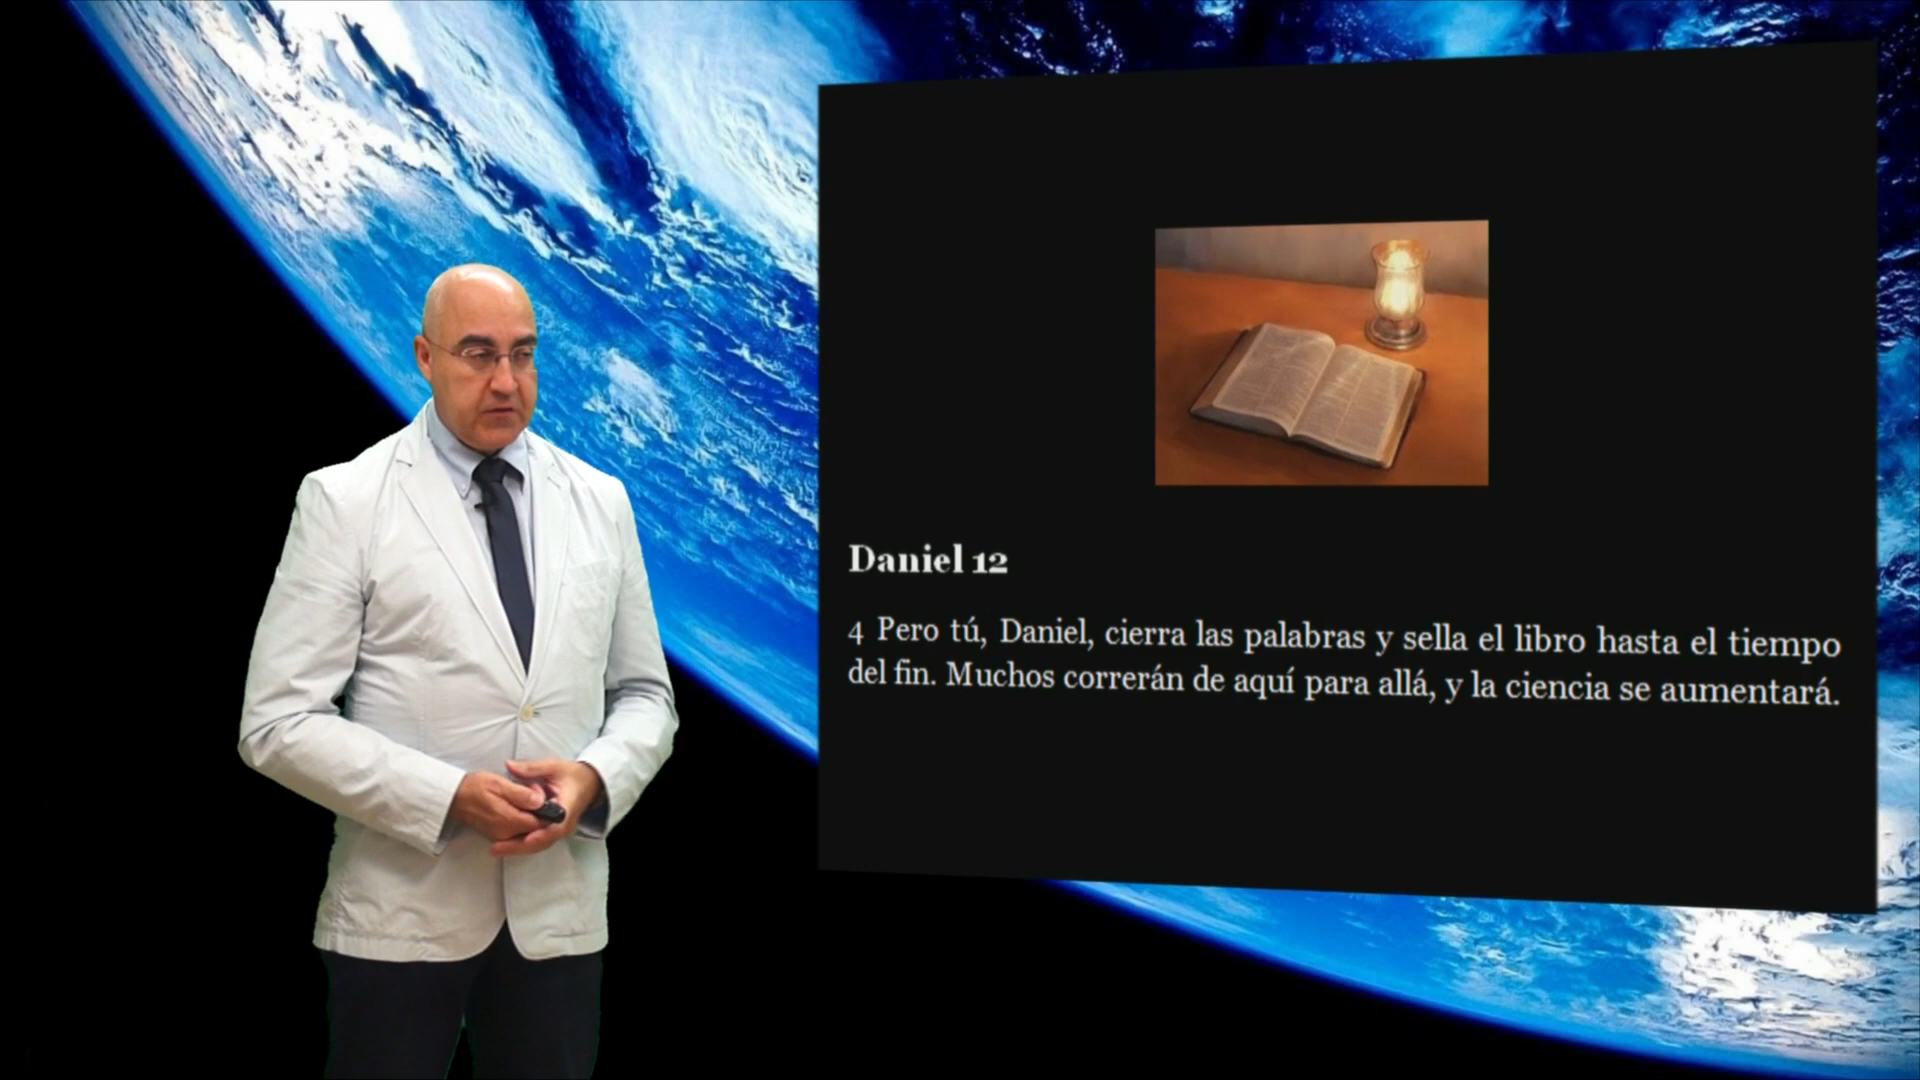 Daniel 12
4 Pero tú, Daniel, cierra las palabras y sella el libro hasta el tiempo
del fin. Muchos correrán de aquí para allá, y la ciencia se aumentará.